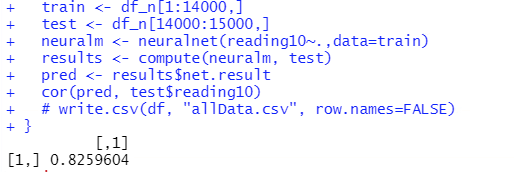 +   train <- df_n[1:14000,]
+   test <- df_n[14000:15000,]
+   neuralm <- neuralnet(reading10~.,data=train)
+   results <- compute(neuralm, test)
+   pred <- results$net.result
+   cor(pred, test$reading10)
+   # write.csv(df, "allData.csv", row.names=FALSE)
+ }
          [,1]
[1,] 0.8259604